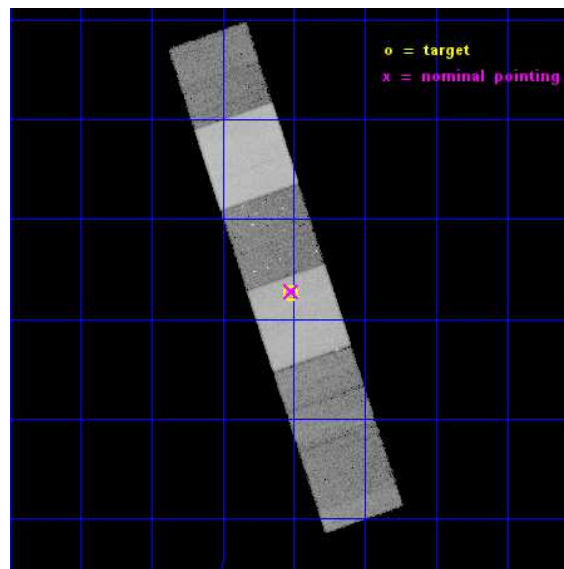 o = target
x = nominal pointing